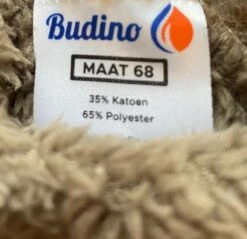 Budino
MAAT 68
35% Katoen
65% Polyester